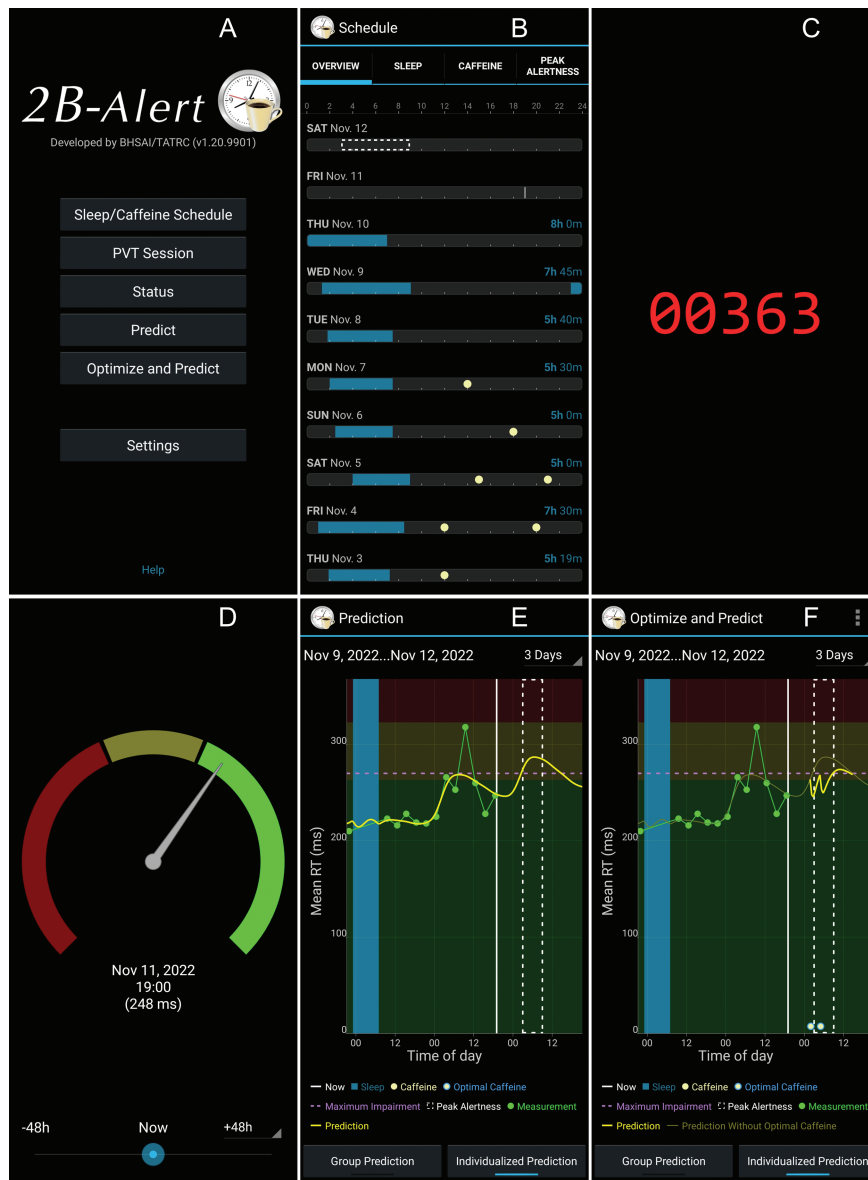 A
2B-Alert
Developed by BHSAI/TATRC (v1.20.9901)
Sleep/Caffeine Schedule
PVT Session
Status
Predict
Optimize and Predict
Settings
Help
Schedule
B
OVERVIEW SLEEP CAFFEINE PEAK ALERTNESS
0 2 4 6 8 10 12 14 16 18 20 22 24
SAT Nov. 12
FRI Nov. 11
THU Nov. 10 8h 0m
WED Nov. 9 7h 45m
TUE Nov. 8 5h 40m
MON Nov. 7 5h 30m
SUN Nov. 6 5h 0m
SAT Nov. 5 5h 0m
FRI Nov. 4 7h 30m
THU Nov. 3 5h 19m
C
00363
D
Nov 11, 2022
19:00
(248 ms)
-48h Now +48h
Prediction
E
Nov 9, 2022...Nov 12, 2022 3 Days
Mean RT (ms)
300
200
100
0
00 12 00 12 00 12
Time of day
Now Sleep Caffeine Optimal Caffeine
Maximum Impairment Peak Alertness Measurement
Prediction
Group Prediction Individualized Prediction
Optimize and Predict
F
Nov 9, 2022...Nov 12, 2022 3 Days
Mean RT (ms)
300
200
100
0
00 12 00 12 00 12
Time of day
Now Sleep Caffeine Optimal Caffeine
Maximum Impairment Peak Alertness Measurement
Prediction Prediction Without Optimal Caffeine
Group Prediction Individualized Prediction